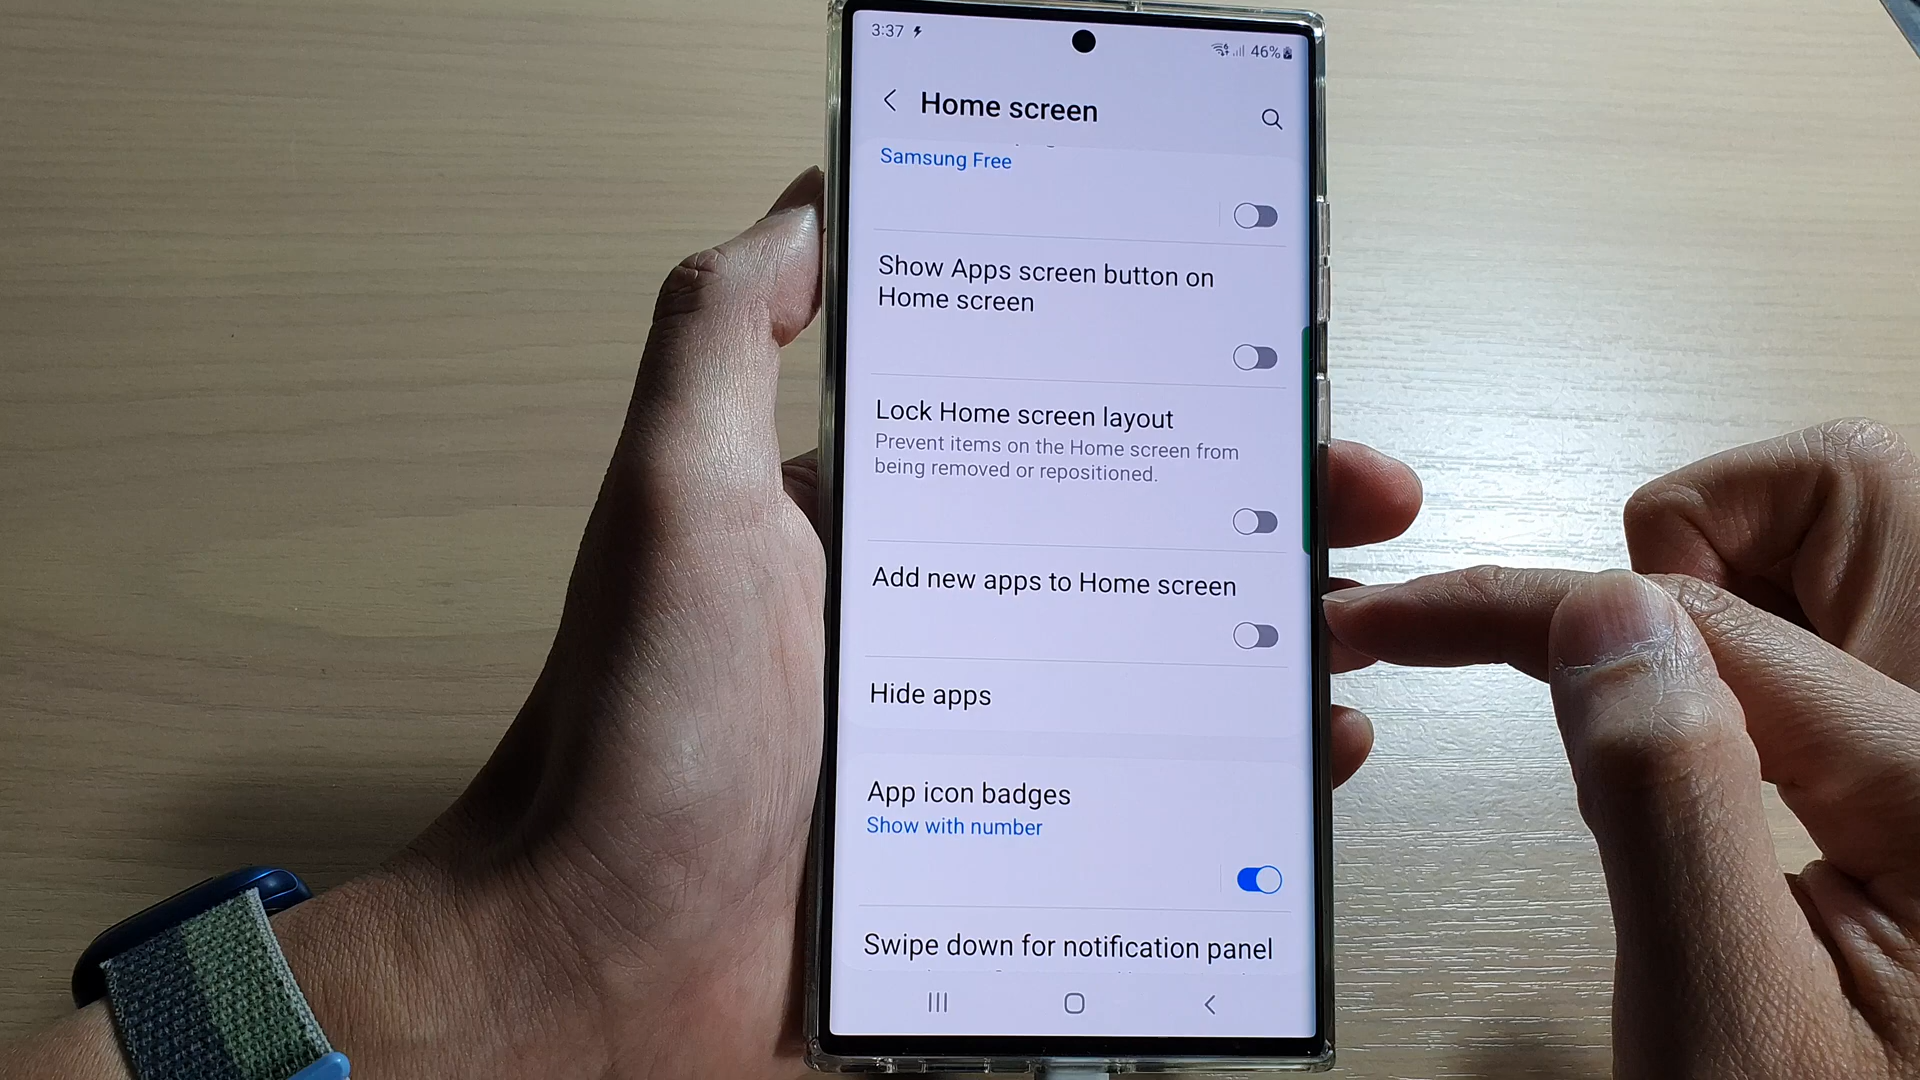 3:37
46%
Home screen
Samsung Free
Show Apps screen button on
Home screen
Lock Home screen layout
Prevent items on the Home screen from
being removed or repositioned.
Add new apps to Home screen
Hide apps
App icon badges
Show with number
Swipe down for notification panel